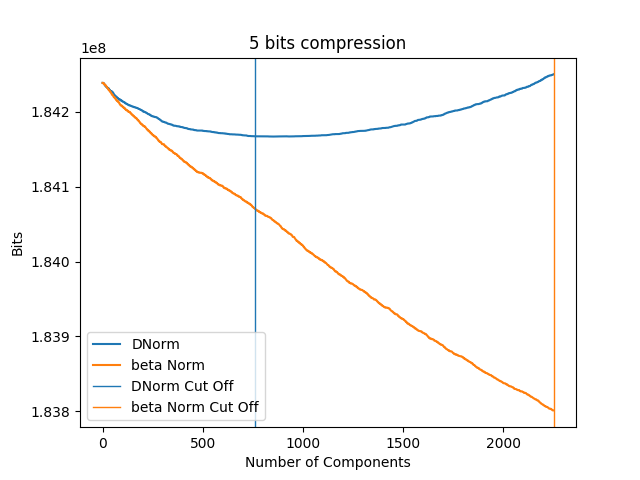 5 bits compression
1e8
1.842
1.841
1.840
1.839
1.838
Bits
DNorm
beta Norm
DNorm Cut Off
beta Norm Cut Off
0 500 1000 1500 2000
Number of Components